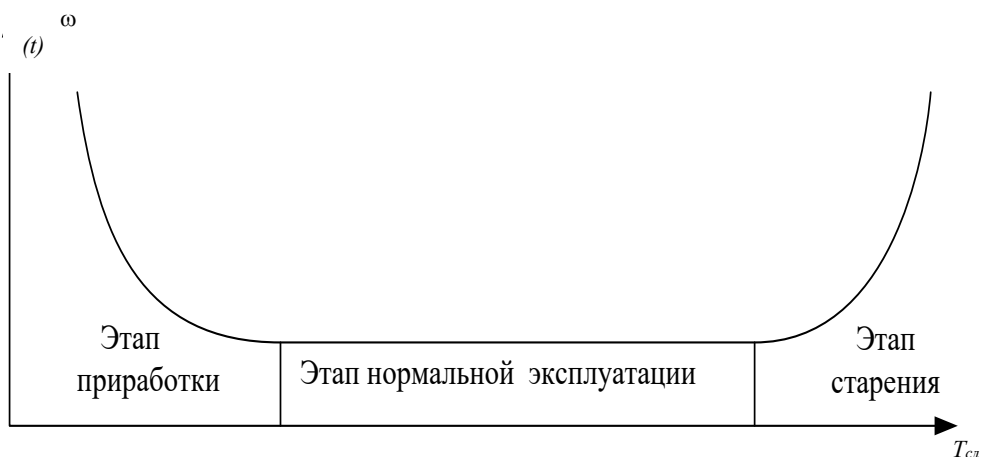 ω
(t)
Этап
приработки
Этап нормальной эксплуатации
Этап
старения
Tсл